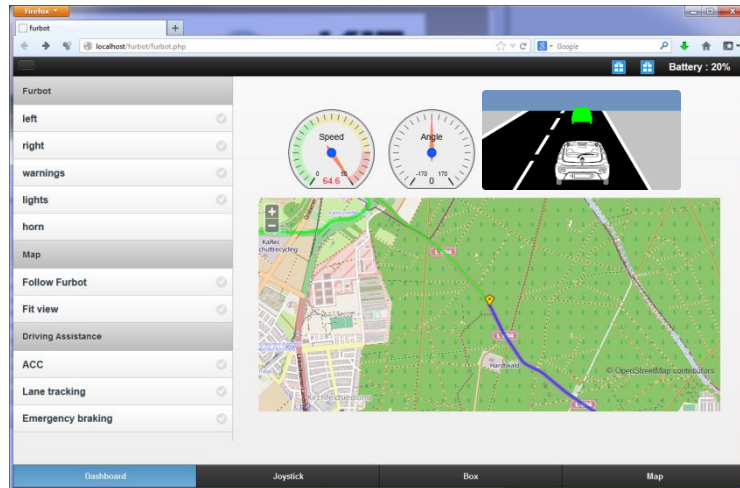 Firefox
furbot
localhost/furbot/furbot.php
Google
Battery : 20%
Furbot
left
right
warnings
lights
horn
Map
Follow Furbot
Fit view
Driving Assistance
ACC
Lane tracking
Emergency braking
Speed
0 50
64.6
Angle
-170 170
0
KaRec
Hardtwald
Kirchfeldsiedlung
© OpenStreetMap contributors
Dashboard
Joystick
Box
Map